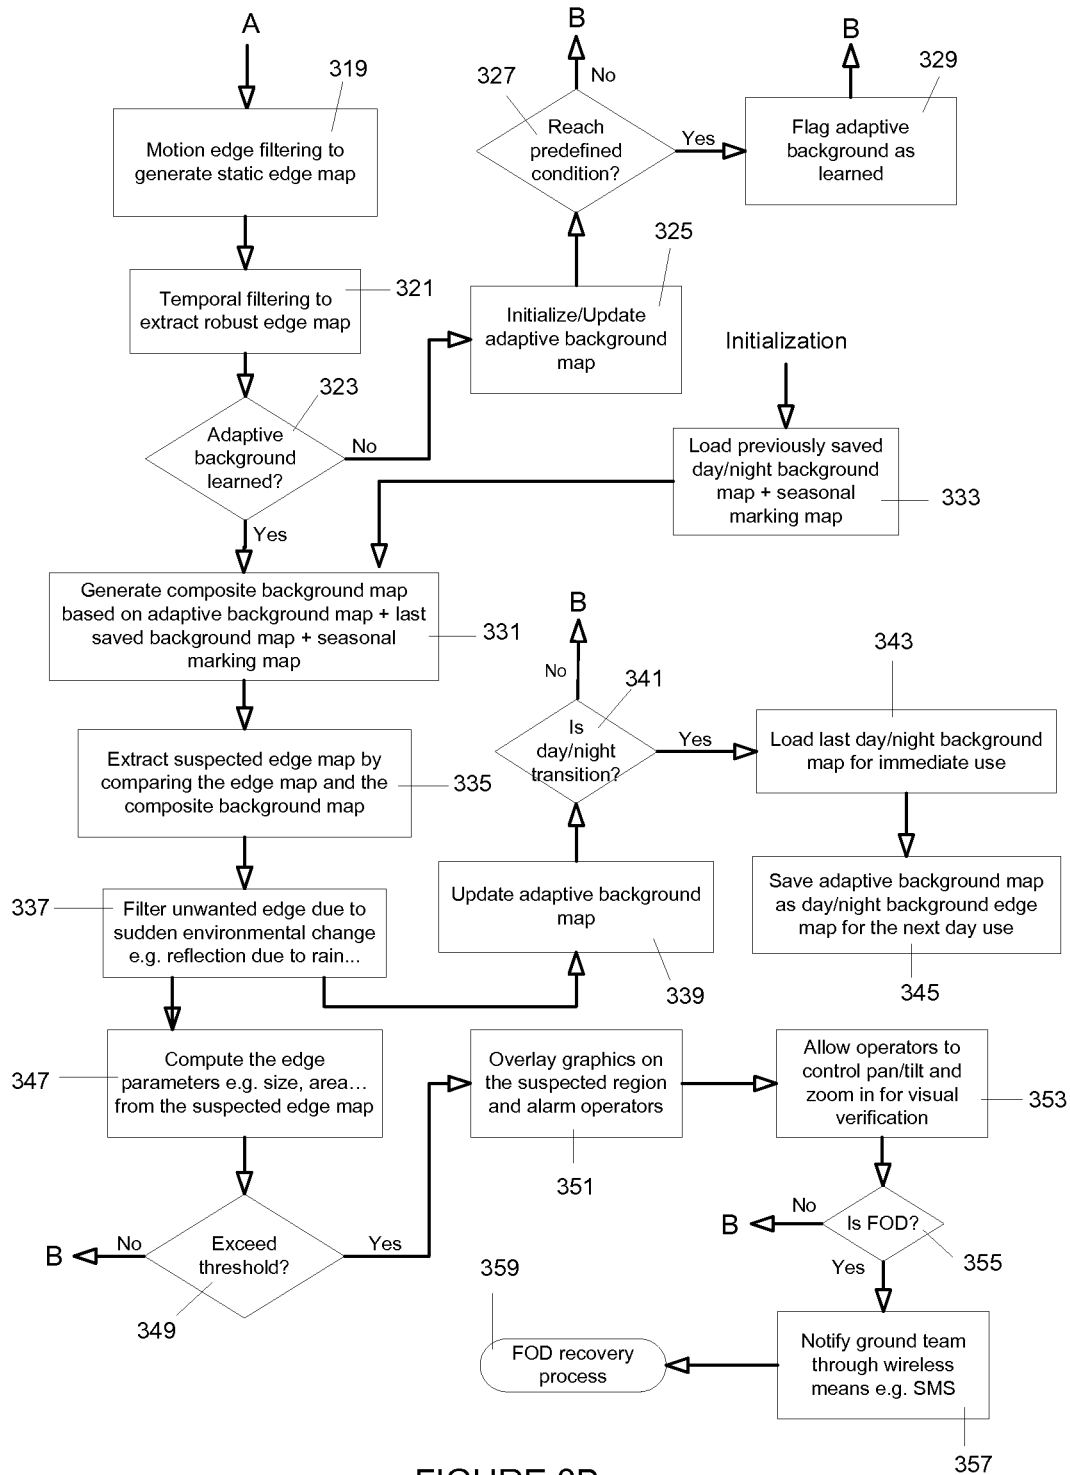 A
319
Motion edge filtering to
generate static edge map
321
Temporal filtering to
extract robust edge map
323
Adaptive
background
learned?
No
Yes
B
No
327
Reach
predefined
condition?
Yes
B
329
Flag adaptive
background as
learned
325
Initialize/Update
adaptive background
map
Initialization
Load previously saved
day/night background
map + seasonal
marking map
333
Generate composite background map
based on adaptive background map + last
saved background map + seasonal
marking map
331
Extract suspected edge map by
comparing the edge map and the
composite background map
335
337
Filter unwanted edge due to
sudden environmental change
e.g. reflection due to rain...
B
No
341
Is
day/night
transition?
Yes
343
Load last day/night background
map for immediate use
Update adaptive background
map
339
Save adaptive background map
as day/night background edge
map for the next day use
345
347
Compute the edge
parameters e.g. size, area...
from the suspected edge map
Overlay graphics on
the suspected region
and alarm operators
351
Allow operators to
control pan/tilt and
zoom in for visual
verification
353
B
No
Exceed
threshold?
Yes
349
B
No
Is FOD?
355
Yes
359
FOD recovery
process
Notify ground team
through wireless
means e.g. SMS
357